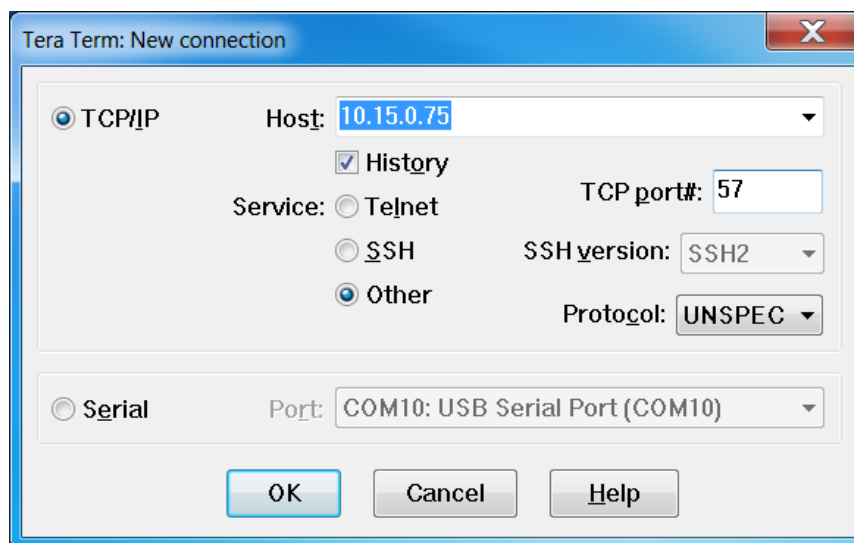 Tera Term: New connection
TCP/IP Host: 10.15.0.75
History
TCP port#: 57
Service: Telnet
SSH SSH version: SSH2
Other
Protocol: UNSPEC
Serial Port: COM10: USB Serial Port (COM10)
OK Cancel Help